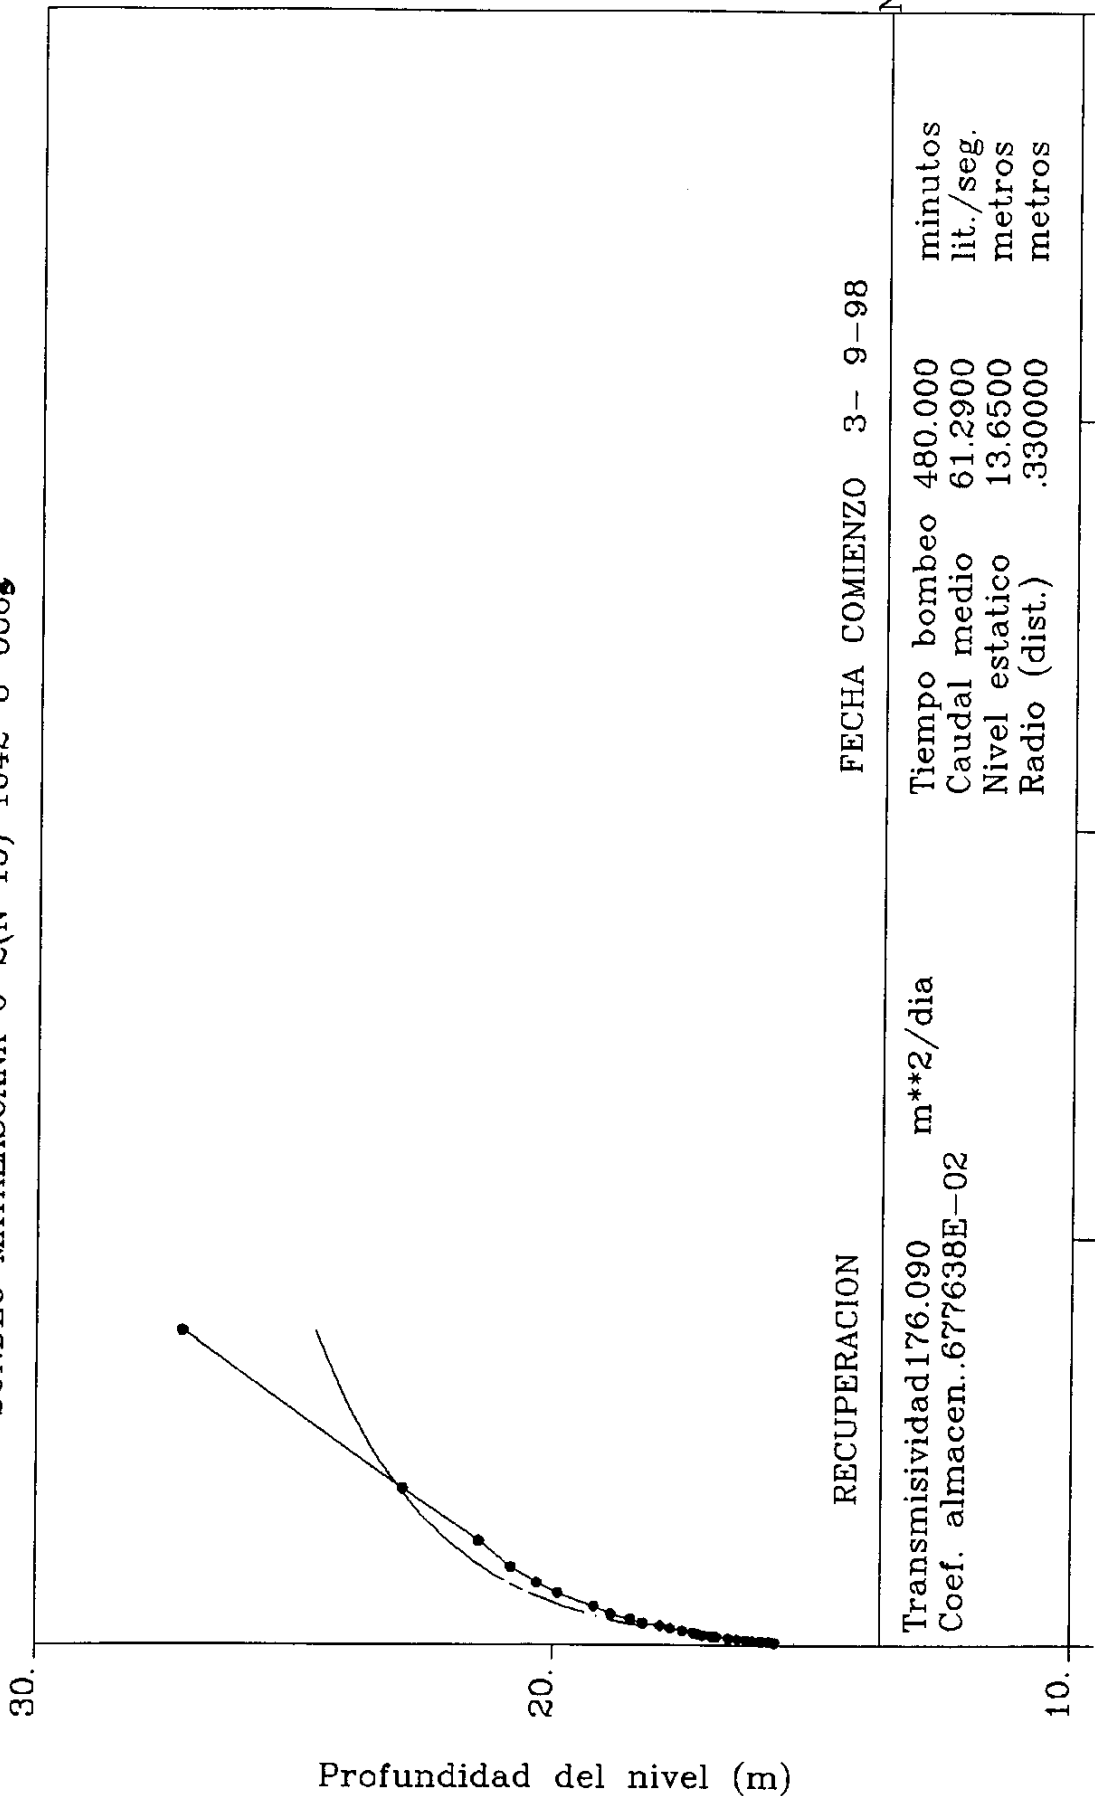 30.
20.
10.
Profundidad del nivel (m)
RECUPERACION
FECHA COMIENZO 3- 9-98
Transmisividad176.090 m**2/dia
Coef. almacen..677638E-02
Tiempo bombeo 480.000 minutos
Caudal medio 61.2900 lit./seg.
Nivel estatico 13.6500 metros
Radio (dist.) .330000 metros